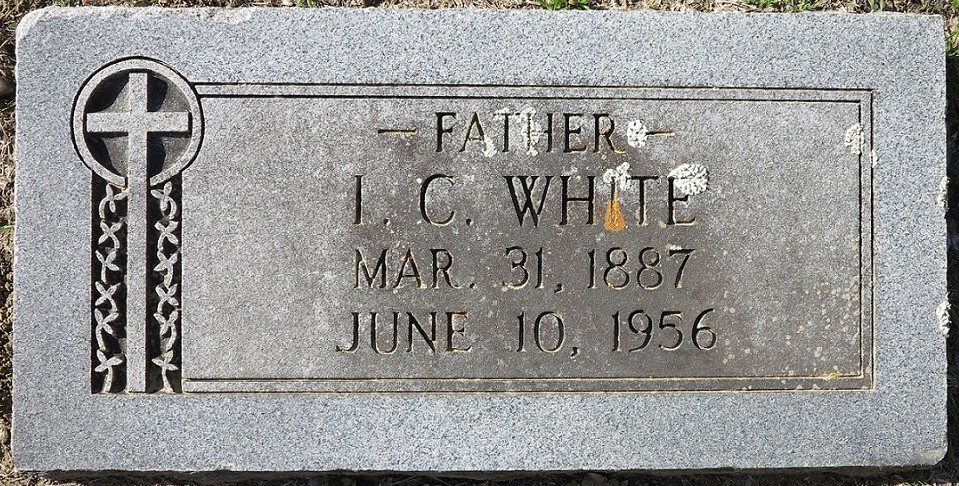 — FATHER —
I. C. WHITE
MAR. 31, 1887
JUNE 10, 1956